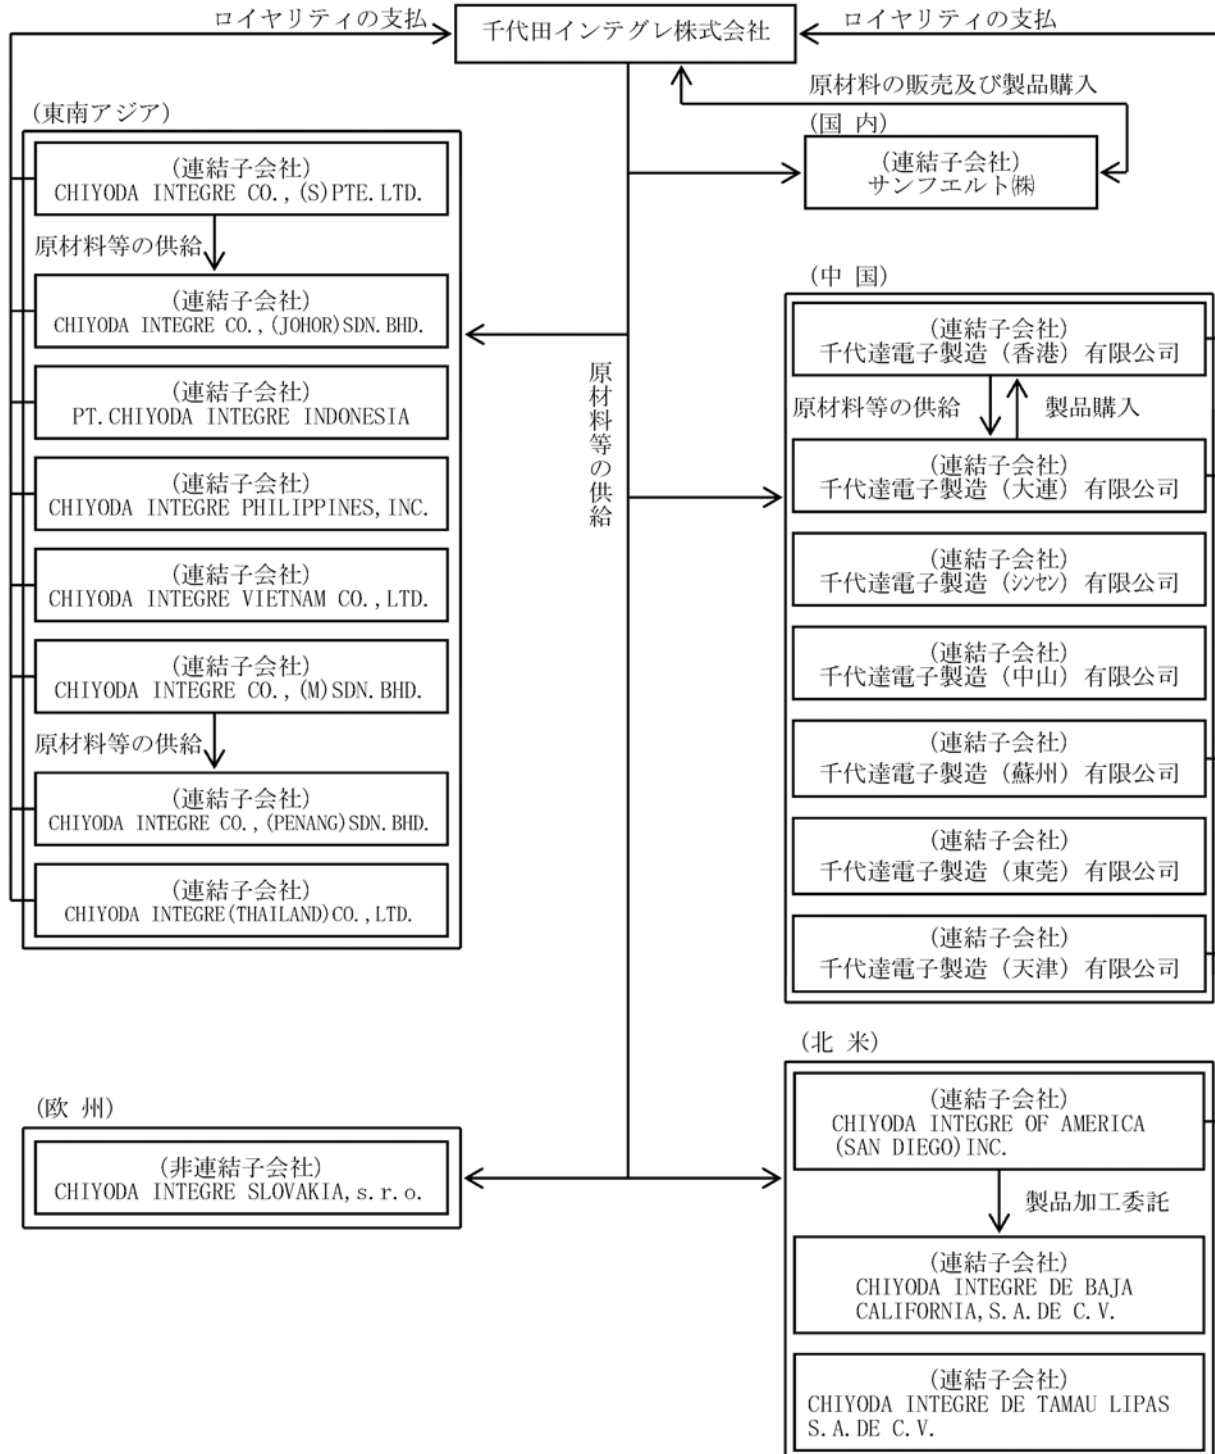 ロイヤリティの支払
千代田インテグレ株式会社
ロイヤリティの支払
原材料の販売及び製品購入
(国 内)
(連結子会社)
サンフエルト㈱
(東南アジア)
(連結子会社)
CHIYODA INTEGRE CO.,(S)PTE.LTD.
原材料等の供給
(連結子会社)
CHIYODA INTEGRE CO.,(JOHOR)SDN.BHD.
(連結子会社)
PT.CHIYODA INTEGRE INDONESIA
(連結子会社)
CHIYODA INTEGRE PHILIPPINES,INC.
(連結子会社)
CHIYODA INTEGRE VIETNAM CO.,LTD.
(連結子会社)
CHIYODA INTEGRE CO.,(M)SDN.BHD.
原材料等の供給
(連結子会社)
CHIYODA INTEGRE CO.,(PENANG)SDN.BHD.
(連結子会社)
CHIYODA INTEGRE(THAILAND)CO.,LTD.
原材料等の供給
(中 国)
(連結子会社)
千代達電子製造（香港）有限公司
原材料等の供給
製品購入
(連結子会社)
千代達電子製造（大連）有限公司
(連結子会社)
千代達電子製造（ｼﾝｾﾝ）有限公司
(連結子会社)
千代達電子製造（中山）有限公司
(連結子会社)
千代達電子製造（蘇州）有限公司
(連結子会社)
千代達電子製造（東莞）有限公司
(連結子会社)
千代達電子製造（天津）有限公司
(欧 州)
(非連結子会社)
CHIYODA INTEGRE SLOVAKIA,s.r.o.
(北 米)
(連結子会社)
CHIYODA INTEGRE OF AMERICA
(SAN DIEGO)INC.
製品加工委託
(連結子会社)
CHIYODA INTEGRE DE BAJA
CALIFORNIA,S.A.DE C.V.
(連結子会社)
CHIYODA INTEGRE DE TAMAU LIPAS
S.A.DE C.V.